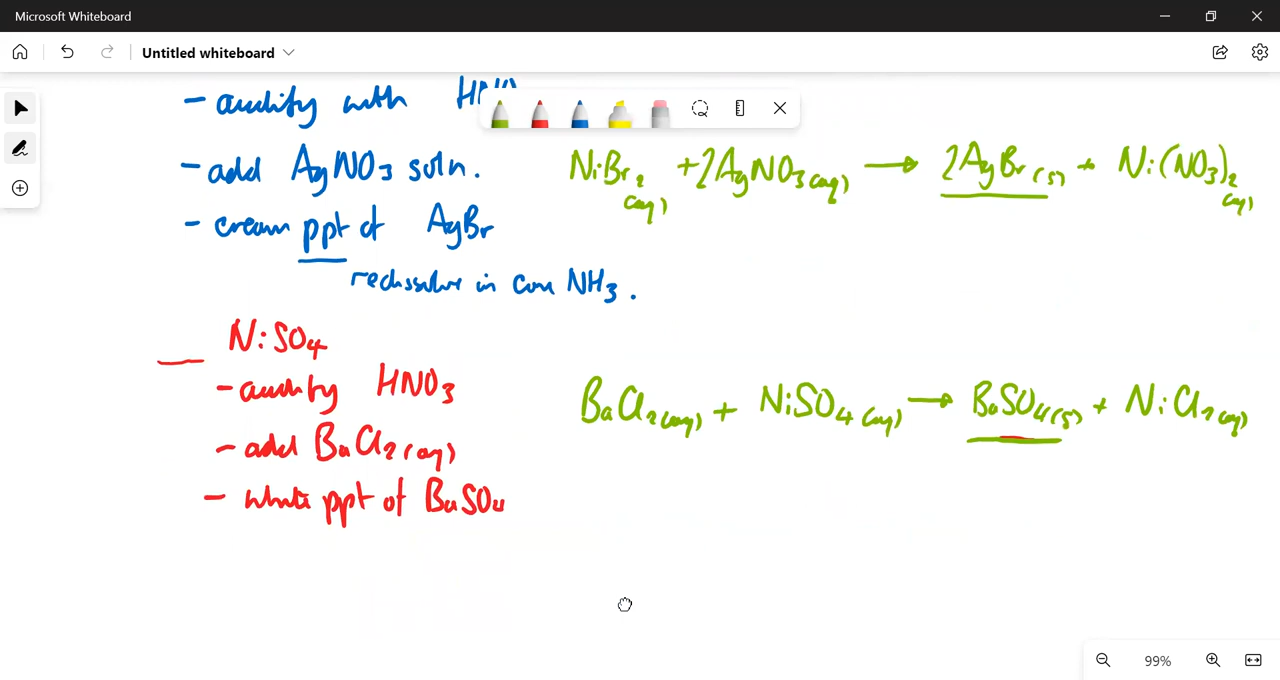 Microsoft Whiteboard
Untitled whiteboard
- acidify with HNO
- add AgNO3 soln.
- cream ppt of AgBr
redissolve in conc NH3.
NiBr2 (aq) + 2AgNO3(aq) → 2AgBr(s) + Ni(NO3)2 (aq)
NiSO4
- acidify HNO3
- add BaCl2(aq)
- white ppt of BaSO4
BaCl2(aq) + NiSO4(aq) → BaSO4(s) + NiCl2(aq)
99%